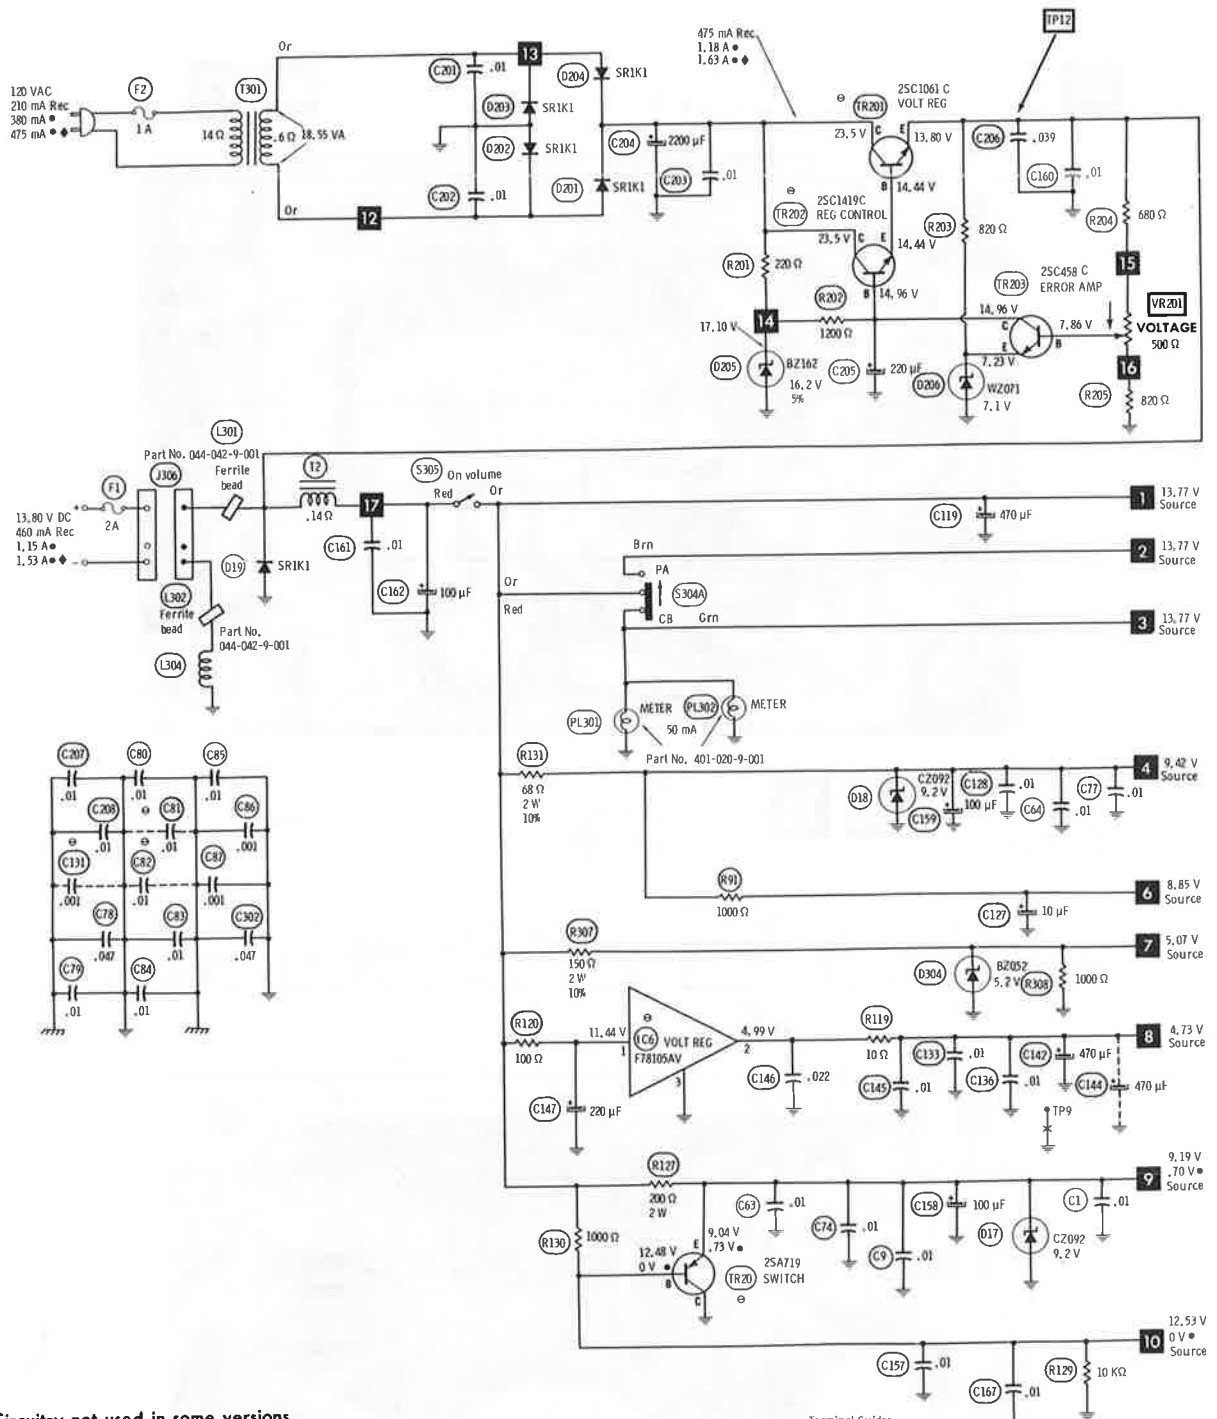 TP12
475 mA Rec
1.18 A ●
1.63 A ● ◆
Or
13
C201
.01
D204
SR1K1
F2
T301
120 VAC
210 mA Rec
380 mA ●
475 mA ● ◆
1 A
14 Ω
.6 Ω
18.55 VA
D203
SR1K1
D202
SR1K1
C202
.01
D201
SR1K1
Or
12
C204
2200 µF
C203
.01
⊖
TR201
2SC1061 C
VOLT REG
23.5 V
C
E
13.80 V
B
14.44 V
C206
.039
C160
.01
⊖
TR202
2SC1419C
REG CONTROL
23.5 V
C
E
14.44 V
B
14.96 V
R203
820 Ω
R204
680 Ω
R201
220 Ω
15
TR203
2SC458 C
ERROR AMP
R202
1200 Ω
14.96 V
C
7.86 V
B
E
7.23 V
VR201
VOLTAGE
500 Ω
14
17.10 V
D205
BZ162
16.2 V
5%
C205
220 µF
D206
WZ071
7.1 V
16
R205
820 Ω
L301
Part No. 044-042-9-001
J306
Ferrite
bead
T2
S305
On volume
Red
Or
F1
2A
+
13.80 V DC
460 mA Rec
1.15 A ●
1.53 A ● ◆
-
17
.14Ω
C161
.01
D19
SR1K1
C162
100 µF
L302
Ferrite
bead
Part No.
044-042-9-001
L304
C119
470 µF
1
13.77 V
Source
Brn
2
13.77 V
Source
PA
Or
S304A
Red
CB
Grn
3
13.77 V
Source
PL301
METER
50 mA
PL302
METER
Part No. 401-020-9-001
C207
.01
C80
.01
C85
.01
C208
.01
⊖
C81
.01
C86
.001
⊖
C131
.001
⊖
C82
.01
C87
.001
C78
.047
C83
.01
C302
.047
C79
.01
C84
.01
R131
68 Ω
2 W
10%
D18
CZ092
9.2 V
C159
100 µF
C128
.01
C64
.01
C77
.01
4
9.42 V
Source
R91
1000 Ω
C127
10 µF
6
8.85 V
Source
R307
150 Ω
2 W
10%
D304
BZ052
5.2 V
R308
1000 Ω
7
5.07 V
Source
R120
100 Ω
11.44 V
1
⊖
IC6
VOLT REG
F78105AV
3
4.99 V
2
C147
220 µF
C146
.022
R119
10 Ω
C145
.01
C133
.01
C136
.01
C142
470 µF
C144
470 µF
TP9
8
4.73 V
Source
R127
200 Ω
2 W
R130
1000 Ω
12.48 V
0 V ●
B
9.04 V
.73 V ●
E
C
TR20
2SA719
SWITCH
⊖
C63
.01
C74
.01
C9
.01
C158
100 µF
D17
CZ092
9.2 V
C1
.01
9
9.19 V
.70 V ●
Source
C157
.01
C167
.01
R129
10 KΩ
10
12.53 V
0 V ●
Source
Circuitry not used in some versions
Terminal Guides